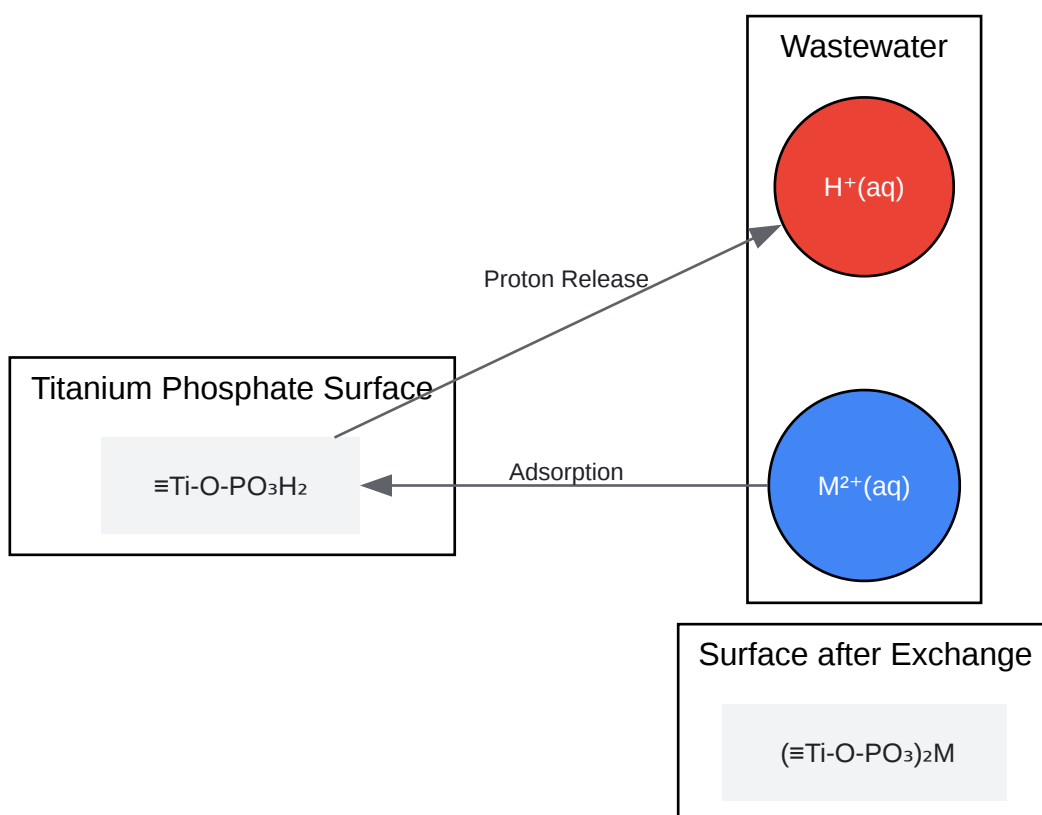 Wastewater
H⁺(aq)
Proton Release
Titanium Phosphate Surface
≡Ti-O-PO₃H₂
Adsorption
M²⁺(aq)
Surface after Exchange
(≡Ti-O-PO₃)₂M